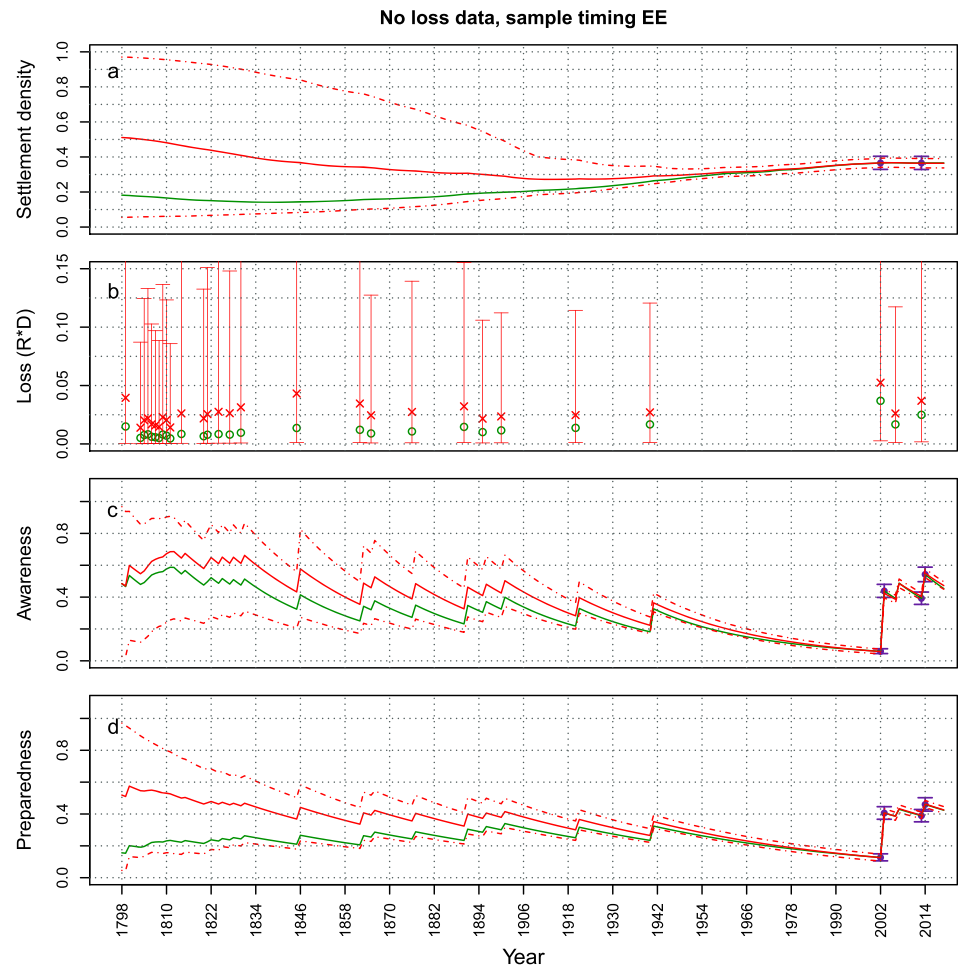 No loss data, sample timing EE
Settlement density
a
1.0
0.8
0.6
0.4
0.2
0.0
Loss (R*D)
b
0.15
0.10
0.05
0.00
Awareness
c
0.8
0.4
0.0
Preparedness
d
0.8
0.4
0.0
1798 1810 1822 1834 1846 1858 1870 1882 1894 1906 1918 1930 1942 1954 1966 1978 1990 2002 2014
Year